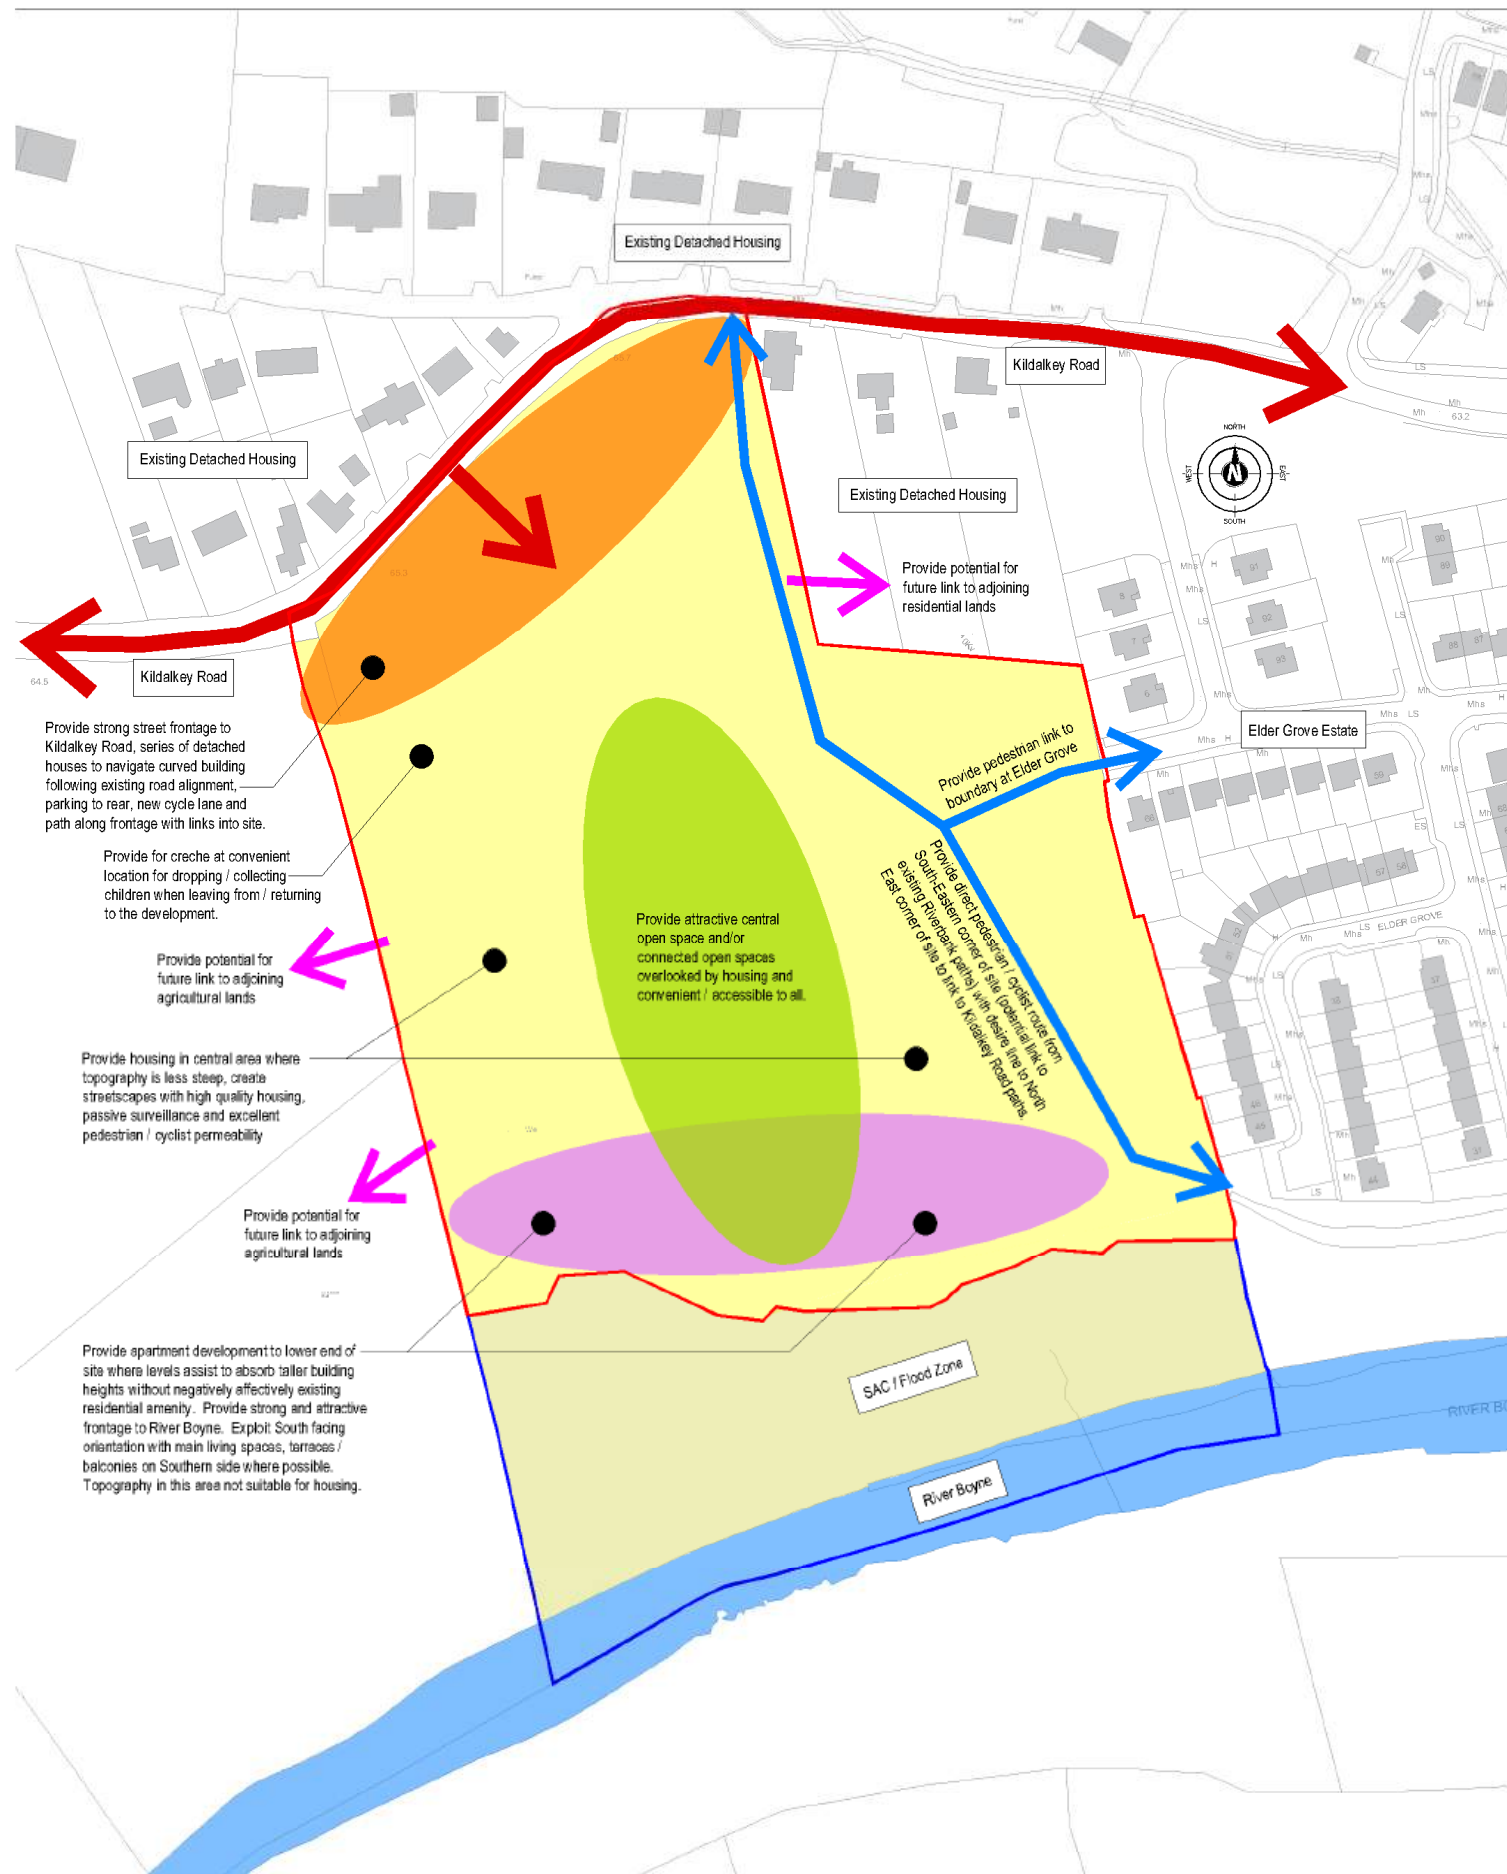 Existing Detached Housing
Kildalkey Road
63.2
NORTH
WEST
EAST
N
SOUTH
Existing Detached Housing
Existing Detached Housing
Provide potential for
future link to adjoining
residential lands
Kildalkey Road
64.5
65.3
Elder Grove Estate
Provide strong street frontage to
Kildalkey Road, series of detached
houses to navigate curved building
following existing road alignment,
parking to rear, new cycle lane and
path along frontage with links into site.
Provide pedestrian link to
boundary at Elder Grove
Provide for creche at convenient
location for dropping / collecting
children when leaving from / returning
to the development.
Provide direct pedestrian / cyclist route from
South-Eastern corner of site (potential link to
existing Riverbank paths) with desire line to North
East corner of site to link to Kildalkey Road paths.
Provide attractive central
open space and/or
connected open spaces
overlooked by housing and
convenient / accessible to all.
ELDER GROVE
Provide potential for
future link to adjoining
agricultural lands
Provide housing in central area where
topography is less steep, create
streetscapes with high quality housing,
passive surveillance and excellent
pedestrian / cyclist permeability
Provide potential for
future link to adjoining
agricultural lands
Provide apartment development to lower end of
site where levels assist to absorb taller building
heights without negatively affectively existing
residential amenity. Provide strong and attractive
frontage to River Boyne. Exploit South facing
orientation with main living spaces, terraces /
balconies on Southern side where possible.
Topography in this area not suitable for housing.
SAC / Flood Zone
RIVER BO
River Boyne